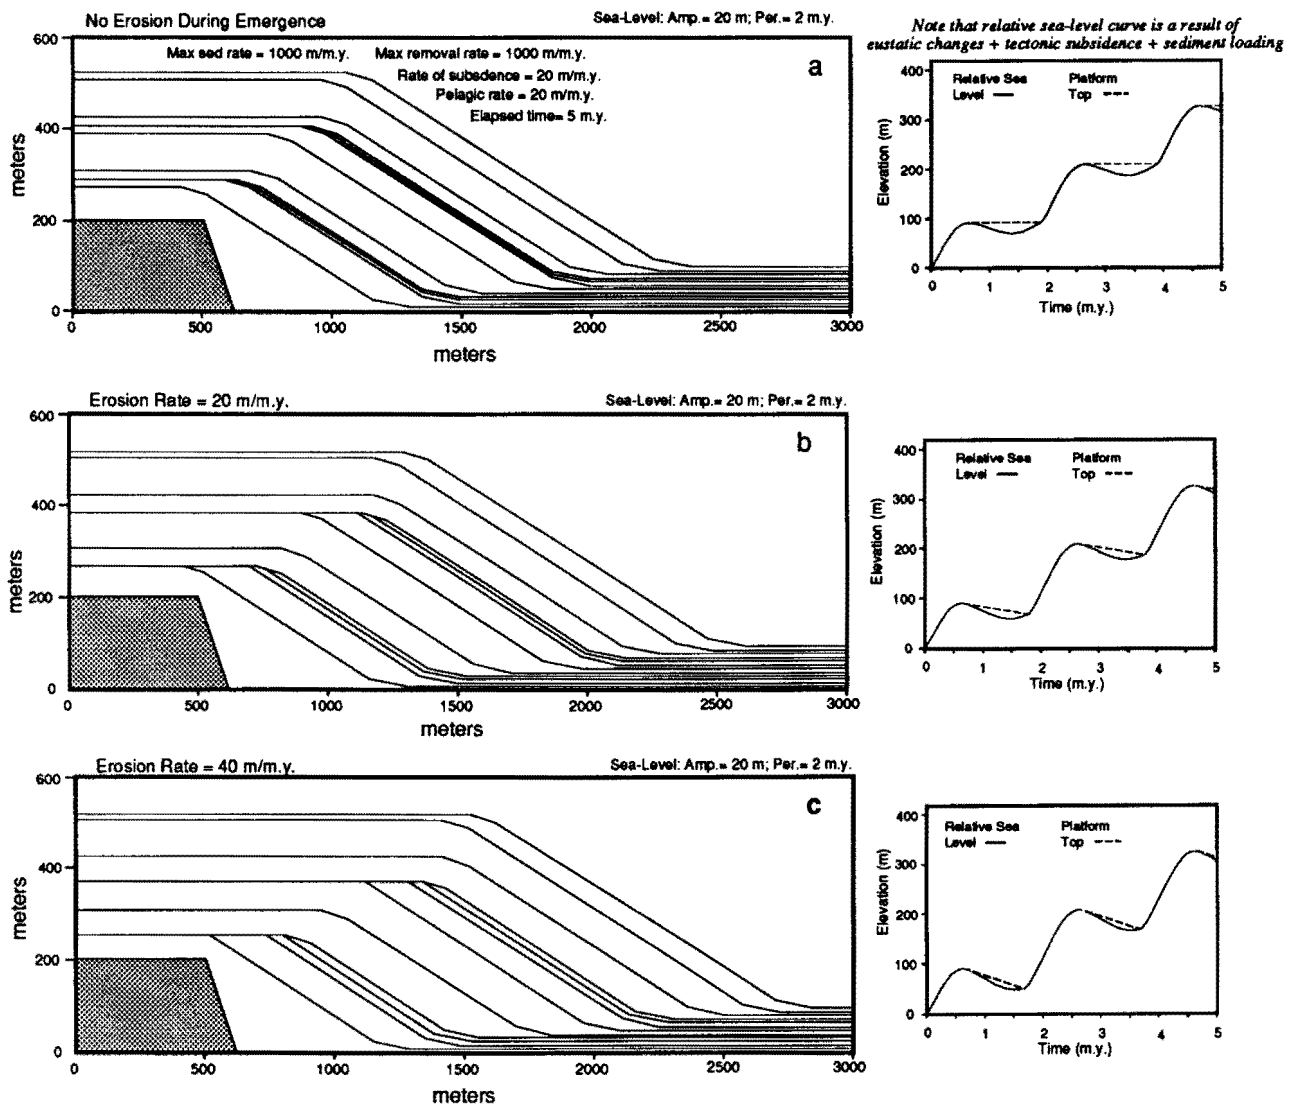 No Erosion During Emergence
Sea-Level: Amp.= 20 m; Per.= 2 m.y.
Max sed rate = 1000 m/m.y.
Max removal rate = 1000 m/m.y.
Rate of subsdence = 20 m/m.y.
Pelagic rate = 20 m/m.y.
Elapsed time= 5 m.y.
a
600
400
200
0
meters
0 500 1000 1500 2000 2500 3000
meters
Note that relative sea-level curve is a result of
eustatic changes + tectonic subsidence + sediment loading
Relative Sea Platform
Level Top
400
300
200
100
0
Elevation (m)
0 1 2 3 4 5
Time (m.y.)
Erosion Rate = 20 m/m.y.
Sea-Level: Amp.= 20 m; Per.= 2 m.y.
b
600
400
200
0
meters
0 500 1000 1500 2000 2500 3000
meters
Relative Sea Platform
Level Top
400
300
200
100
0
Elevation (m)
0 1 2 3 4 5
Time (m.y.)
Erosion Rate = 40 m/m.y.
Sea-Level: Amp.= 20 m; Per.= 2 m.y.
c
600
400
200
0
meters
0 500 1000 1500 2000 2500 3000
meters
Relative Sea Platform
Level Top
400
300
200
100
0
Elevation (m)
0 1 2 3 4 5
Time (m.y.)